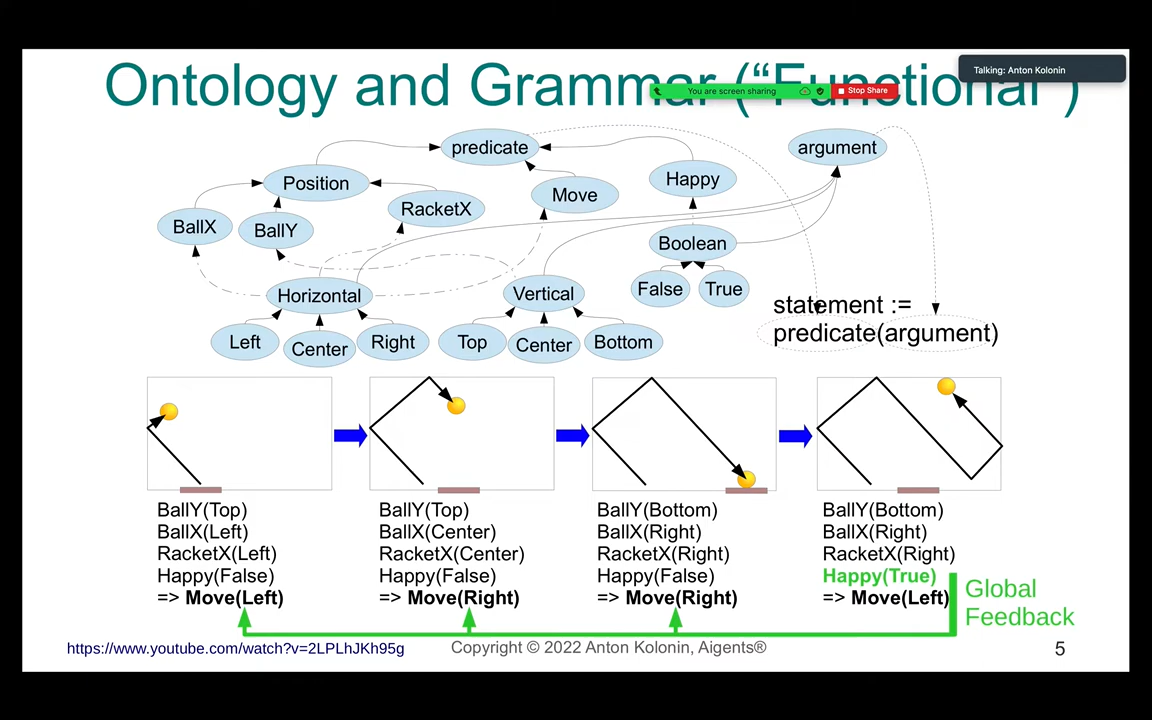 Talking: Anton Kolonin
Ontology and Grammar ("Functional")
You are screen sharing
Stop Share
predicate
argument
Position
Happy
Move
RacketX
BallX
BallY
Boolean
False
True
Horizontal
Vertical
statement :=
predicate(argument)
Left
Center
Right
Top
Center
Bottom
BallY(Top)
BallX(Left)
RacketX(Left)
Happy(False)
=> Move(Left)
BallY(Top)
BallX(Center)
RacketX(Center)
Happy(False)
=> Move(Right)
BallY(Bottom)
BallX(Right)
RacketX(Right)
Happy(False)
=> Move(Right)
BallY(Bottom)
BallX(Right)
RacketX(Right)
Happy(True)
=> Move(Left)
Global
Feedback
https://www.youtube.com/watch?v=2LPLhJKh95g
Copyright © 2022 Anton Kolonin, Aigents®
5